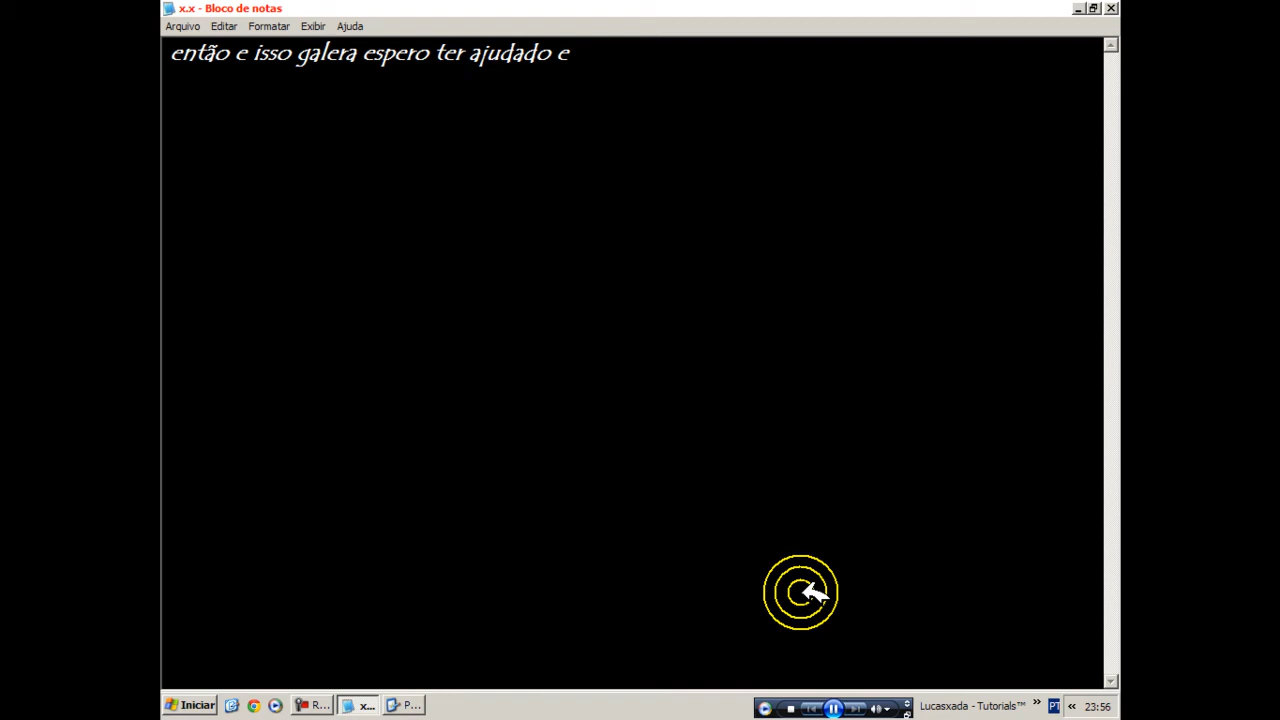 x.x - Bloco de notas
Arquivo Editar Formatar Exibir Ajuda
então e isso galera espero ter ajudado e
Iniciar R... x... P... Lucasxada - Tutorials™ » PT « 23:56